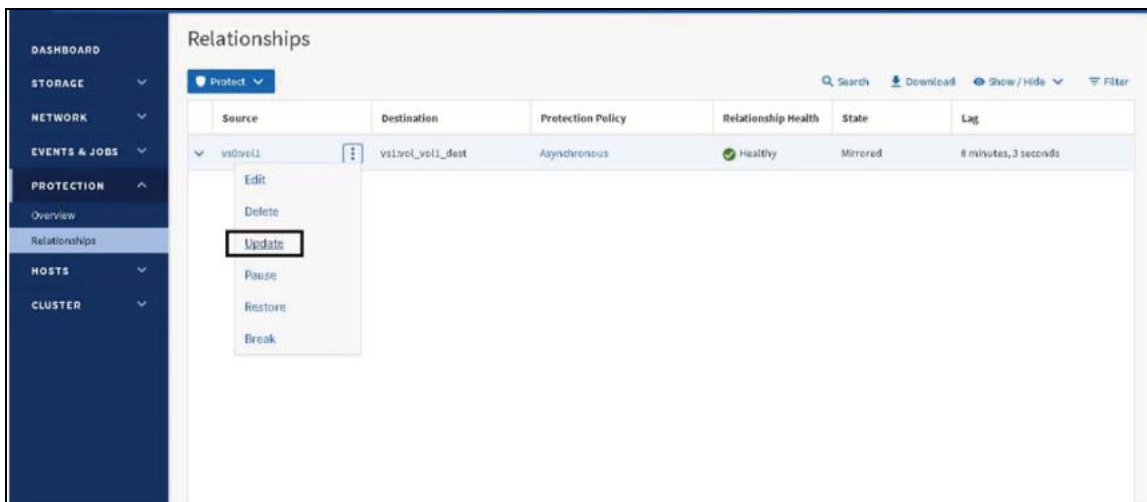 Relationships
DASHBOARD
STORAGE
NETWORK
EVENTS & JOBS
PROTECTION
Overview
Relationships
HOSTS
CLUSTER
Protect
Search Download Show / Hide Filter
Source Destination Protection Policy Relationship Health State Lag
vs0:vol1 vs1:vol_vol1_dest Asynchronous Healthy Mirrored 8 minutes, 3 seconds
Edit
Delete
Update
Pause
Restore
Break